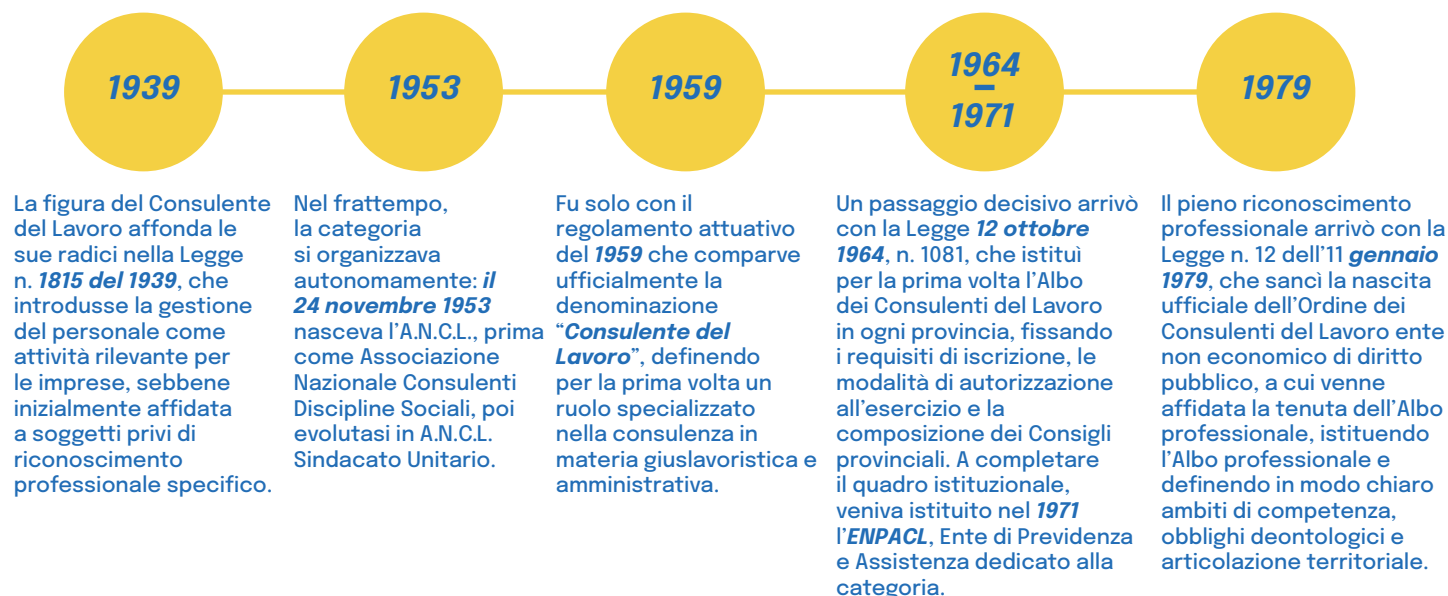 1939
1953
1959
1964
–
1971
1979
La figura del Consulente
del Lavoro affonda le
sue radici nella Legge
n. 1815 del 1939, che
introdusse la gestione
del personale come
attività rilevante per
le imprese, sebbene
inizialmente affidata
a soggetti privi di
riconoscimento
professionale specifico.
Nel frattempo,
la categoria
si organizzava
autonomamente: il
24 novembre 1953
nasceva l'A.N.C.L., prima
come Associazione
Nazionale Consulenti
Discipline Sociali, poi
evolutasi in A.N.C.L.
Sindacato Unitario.
Fu solo con il
regolamento attuativo
del 1959 che comparve
ufficialmente la
denominazione
“Consulente del
Lavoro”, definendo
per la prima volta un
ruolo specializzato
nella consulenza in
materia giuslavoristica e
amministrativa.
Un passaggio decisivo arrivò
con la Legge 12 ottobre
1964, n. 1081, che istituì
per la prima volta l'Albo
dei Consulenti del Lavoro
in ogni provincia, fissando
i requisiti di iscrizione, le
modalità di autorizzazione
all'esercizio e la
composizione dei Consigli
provinciali. A completare
il quadro istituzionale,
veniva istituito nel 1971
l'ENPACL, Ente di Previdenza
e Assistenza dedicato alla
categoria.
Il pieno riconoscimento
professionale arrivò con la
Legge n. 12 dell'11 gennaio
1979, che sancì la nascita
ufficiale dell'Ordine dei
Consulenti del Lavoro ente
non economico di diritto
pubblico, a cui venne
affidata la tenuta dell'Albo
professionale, istituendo
l'Albo professionale e
definendo in modo chiaro
ambiti di competenza,
obblighi deontologici e
articolazione territoriale.